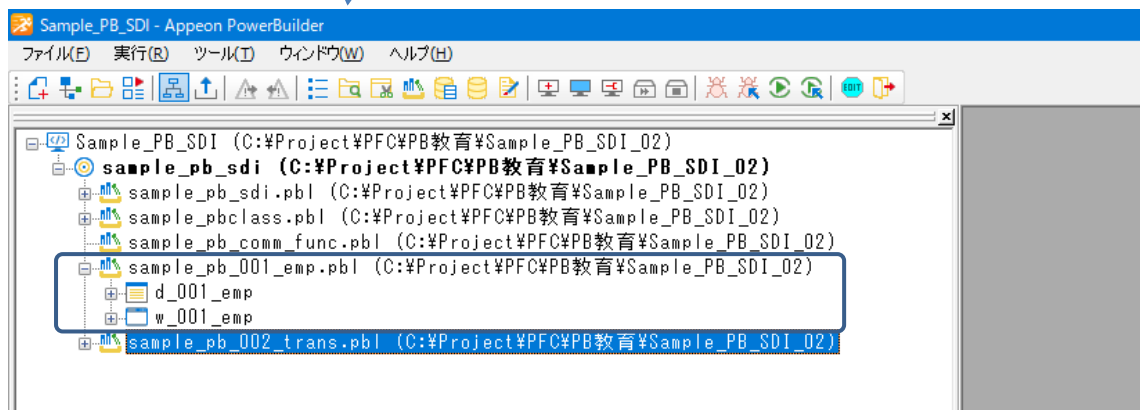 Sample_PB_SDI - Appeon PowerBuilder
ファイル(F) 実行(R) ツール(T) ウィンドウ(W) ヘルプ(H)
EDIT
Sample_PB_SDI (C:¥Project¥PFC¥PB教育¥Sample_PB_SDI_02)
sample_pb_sdi (C:¥Project¥PFC¥PB教育¥Sample_PB_SDI_02)
sample_pb_sdi.pbl (C:¥Project¥PFC¥PB教育¥Sample_PB_SDI_02)
sample_pbclass.pbl (C:¥Project¥PFC¥PB教育¥Sample_PB_SDI_02)
sample_pb_comm_func.pbl (C:¥Project¥PFC¥PB教育¥Sample_PB_SDI_02)
sample_pb_001_emp.pbl (C:¥Project¥PFC¥PB教育¥Sample_PB_SDI_02)
d_001_emp
w_001_emp
sample_pb_002_trans.pbl (C:¥Project¥PFC¥PB教育¥Sample_PB_SDI_02)